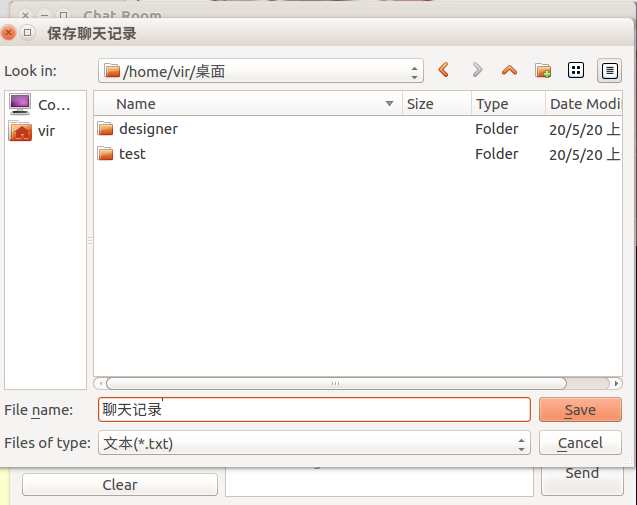 Chat Room
保存聊天记录
Look in:
/home/vir/桌面
Co...
vir
Name
Size
Type
Date Modi
designer
Folder
20/5/20 上
test
Folder
20/5/20 上
File name:
聊天记录
Save
Files of type:
文本(*.txt)
Cancel
Clear
Send